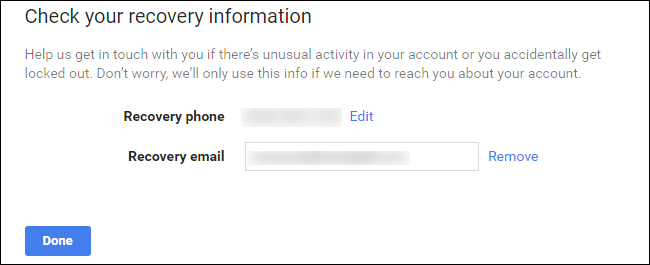 Check your recovery information
Help us get in touch with you if there's unusual activity in your account or you accidentally get
locked out. Don't worry, we'll only use this info if we need to reach you about your account.
Recovery phone Edit
Recovery email Remove
Done